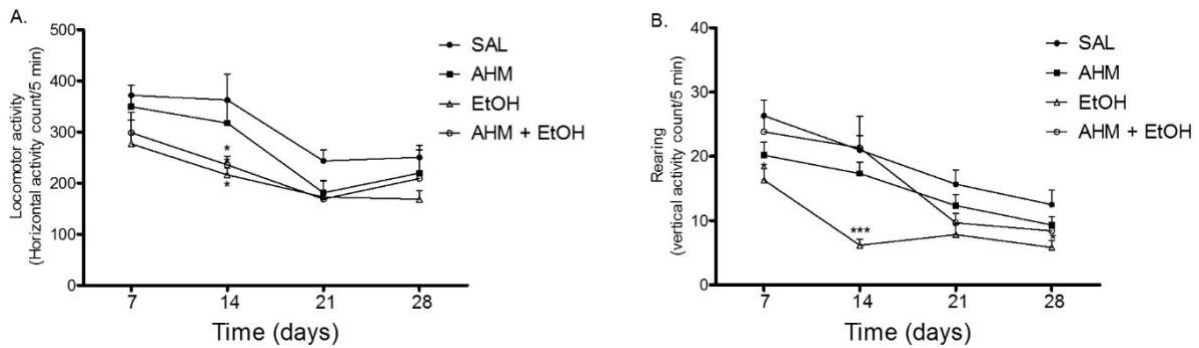 A.
500
400
300
200
100
0
Locomotor activity
(Horizontal activity count/5 min)
*
*
7 14 21 28
Time (days)
SAL
AHM
EtOH
AHM + EtOH
B.
40
30
20
10
0
Rearing
(vertical activity count/5 min)
*
***
*
7 14 21 28
Time (days)
SAL
AHM
EtOH
AHM + EtOH